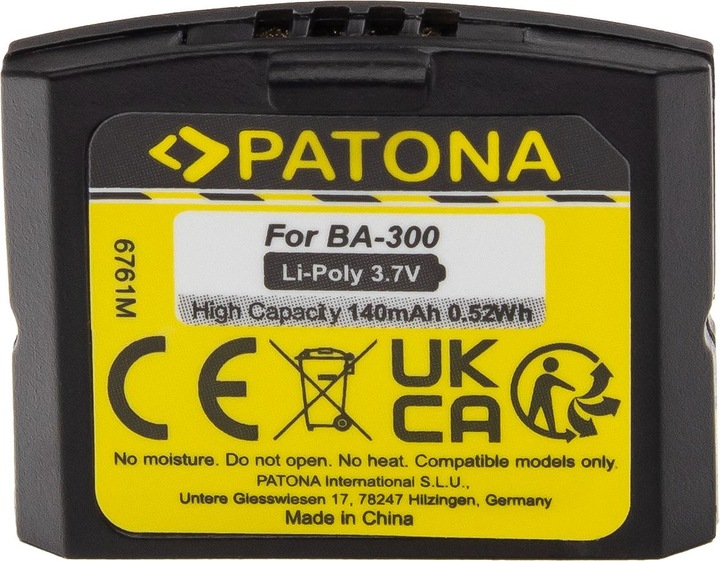 PATONA
For BA-300
Li-Poly 3.7V
High Capacity 140mAh 0.52Wh
6761M
CE
UK
CA
No moisture. Do not open. No heat. Compatible models only.
PATONA International S.L.U.,
Untere Giesswiesen 17, 78247 Hilzingen, Germany
Made in China